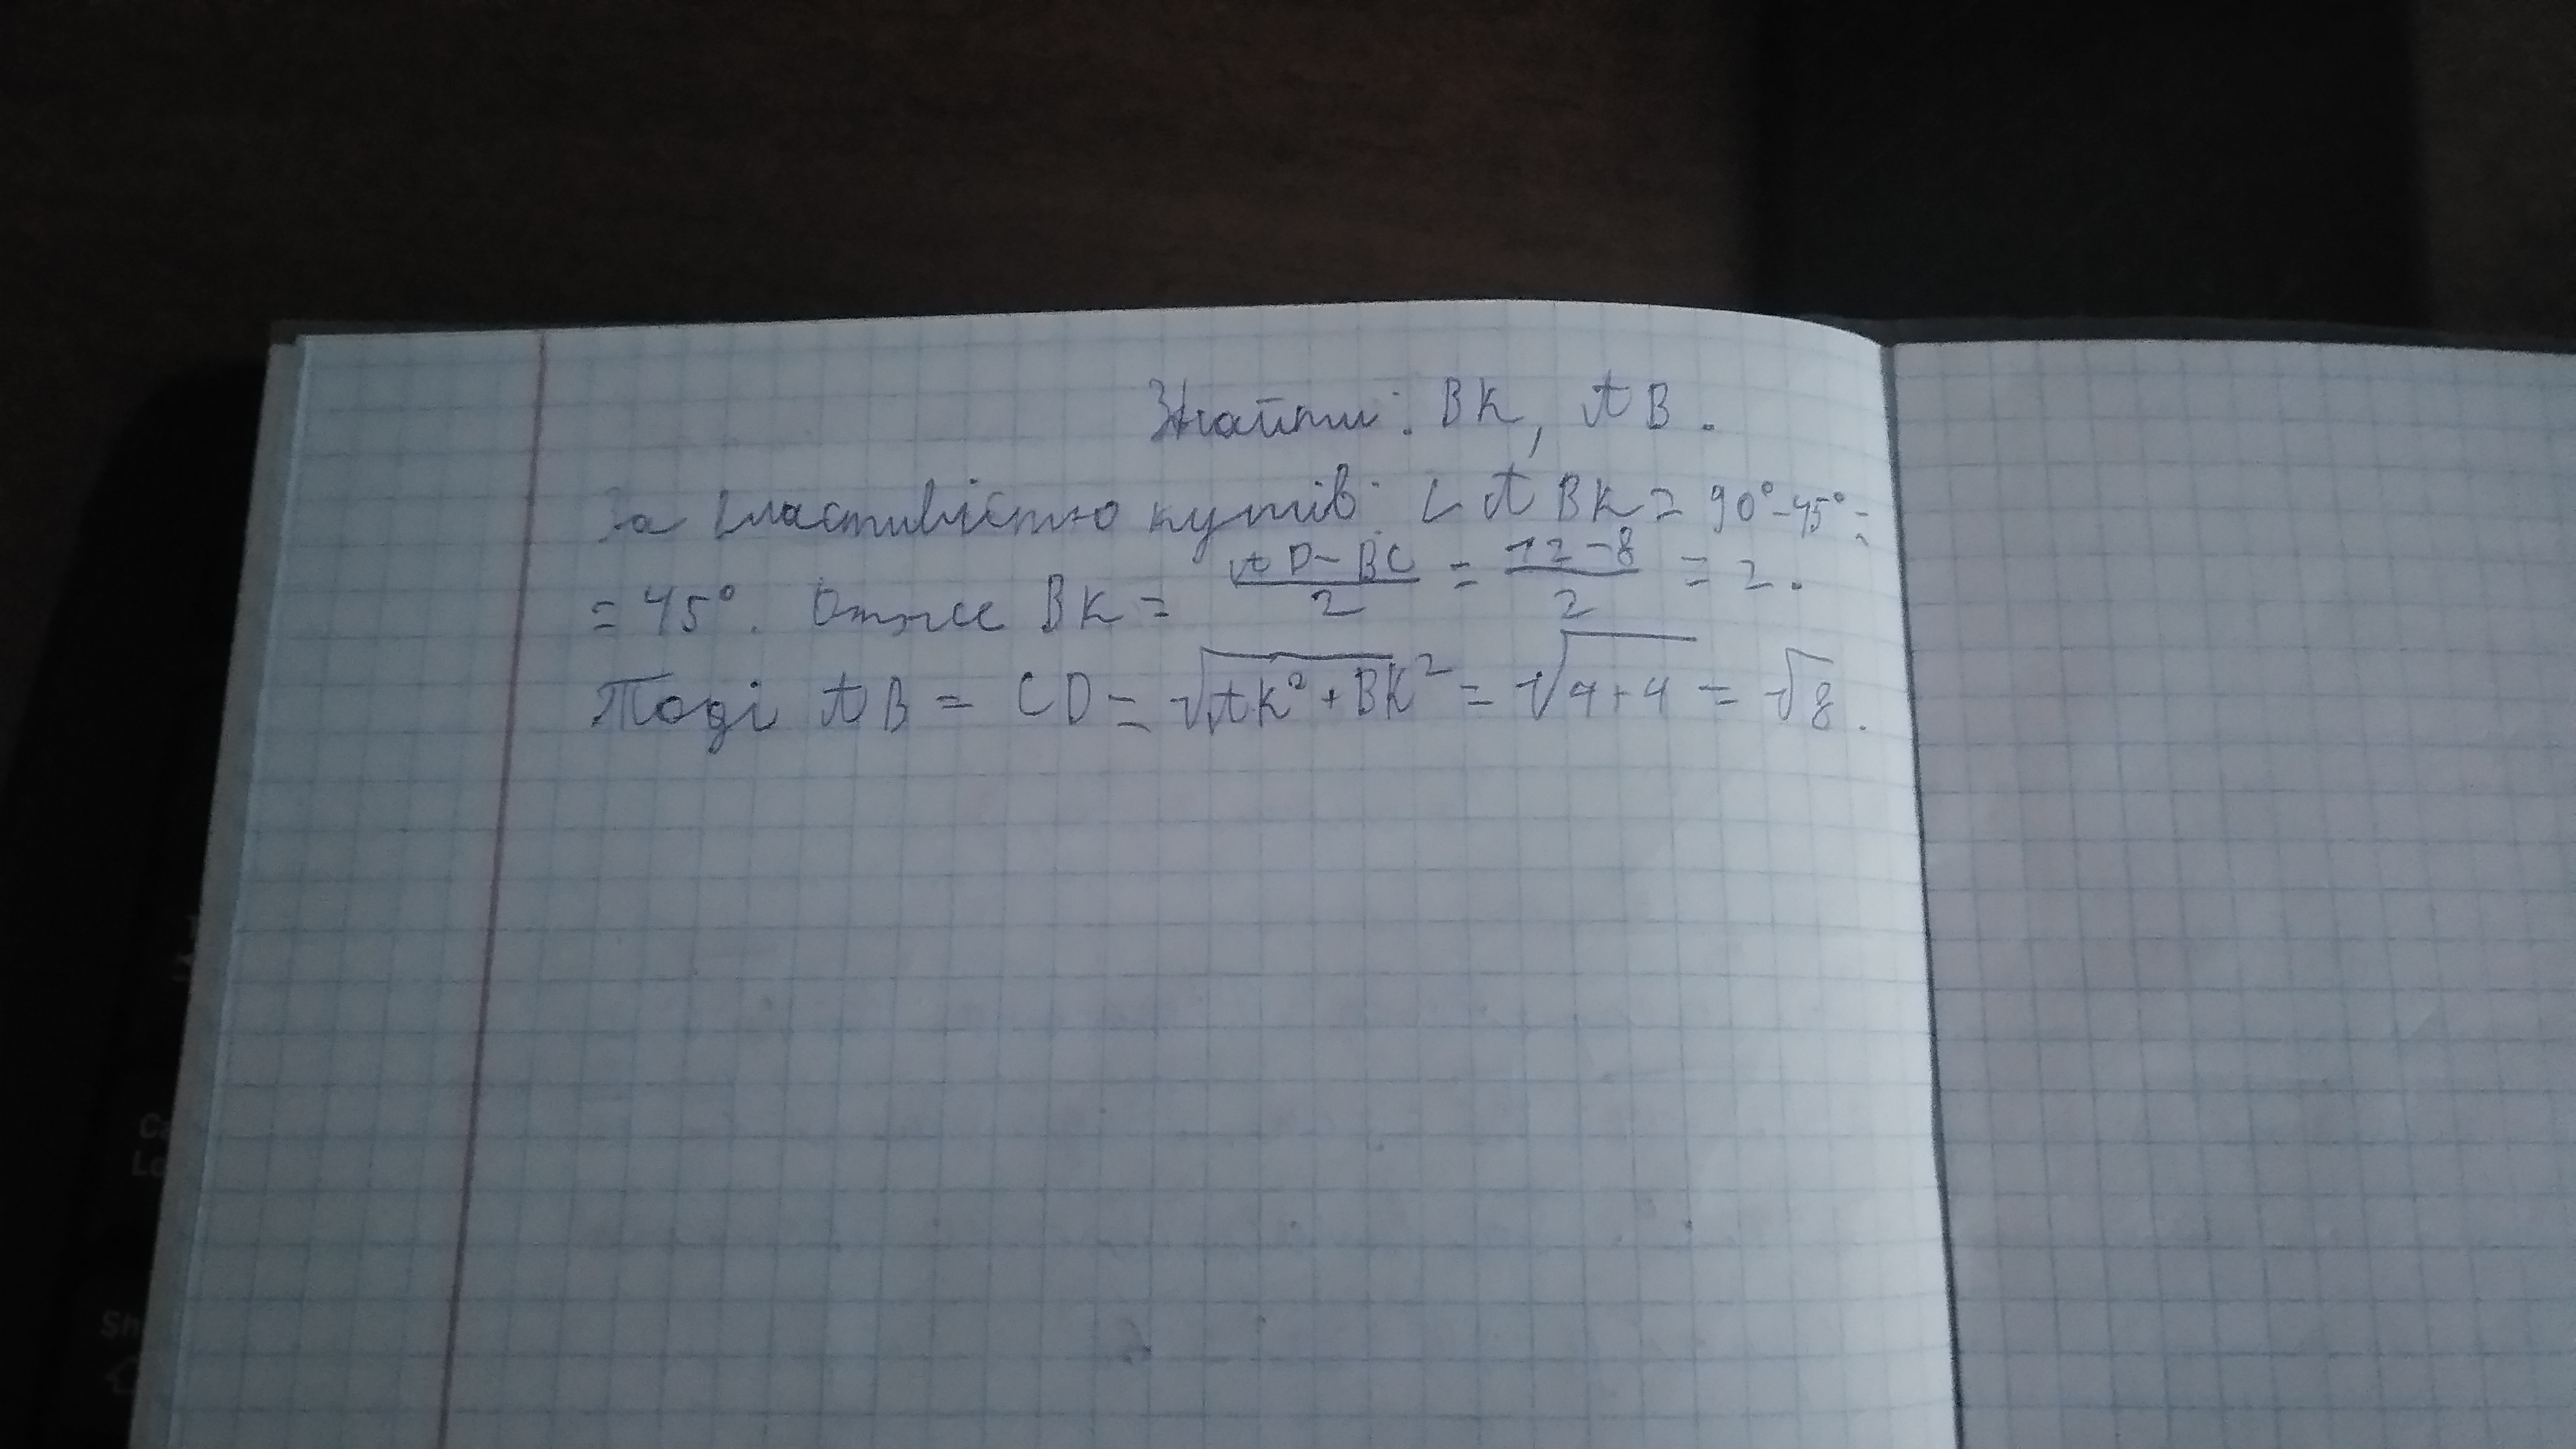 Знайти: BK, AB.
За властивістю кутів: ∠ABK = 90° - 45° =
= 45°. Отже BK = \frac{AD - BC}{2} = \frac{12 - 8}{2} = 2.
Тоді AB = CD = \sqrt{AK^2 + BK^2} = \sqrt{4 + 4} = \sqrt{8}.
Sh